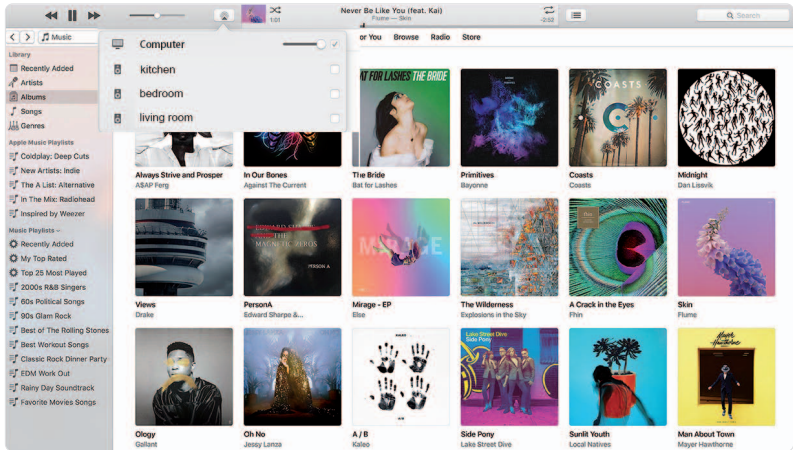 Never Be Like You (feat. Kai)
Flume — Skin
1:01
-2:53
Search
Music
or You Browse Radio Store
Computer
kitchen
bedroom
living room
Library
Recently Added
Artists
Albums
Songs
Genres
Apple Music Playlists
Coldplay: Deep Cuts
New Artists: Indie
The A List: Alternative
In The Mix: Radiohead
Inspired by Weezer
Music Playlists
Recently Added
My Top Rated
Top 25 Most Played
2000s R&B Singers
60s Political Songs
90s Glam Rock
Best of The Rolling Stones
Best Workout Songs
Classic Rock Dinner Party
EDM Work Out
Rainy Day Soundtrack
Favorite Movies Songs
BAT FOR LASHES THE BRIDE
COASTS
C
Always Strive and Prosper
A$AP Ferg
In Our Bones
Against The Current
The Bride
Bat for Lashes
Primitives
Bayonne
Coasts
Coasts
Midnight
Dan Lissvik
EDWARD
THE
MAGNETIC ZEROS
PERSON A
MIRAGE
Views
Drake
PersonA
Edward Sharpe &...
Mirage - EP
Else
The Wilderness
Explosions in the Sky
A Crack in the Eyes
Fhin
Skin
Flume
KALEO
A/B
Lake Street Dive
Side Pony
Mayer
Hawthorne
Ology
Gallant
Oh No
Jessy Lanza
A / B
Kaleo
Side Pony
Lake Street Dive
Sunlit Youth
Local Natives
Man About Town
Mayer Hawthorne